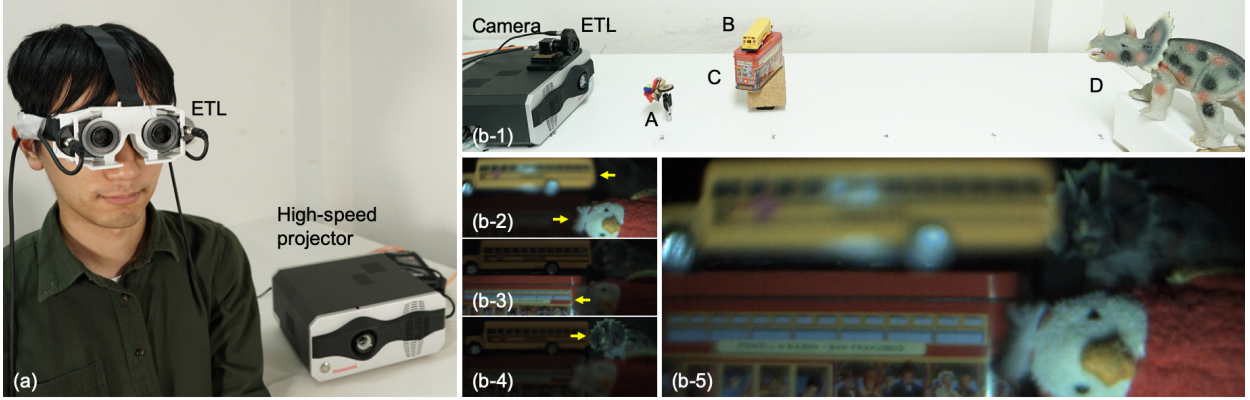 ETL
High-speed
projector
(a)
Camera
ETL
B
C
A
D
(b-1)
(b-2)
(b-3)
(b-4)
(b-5)